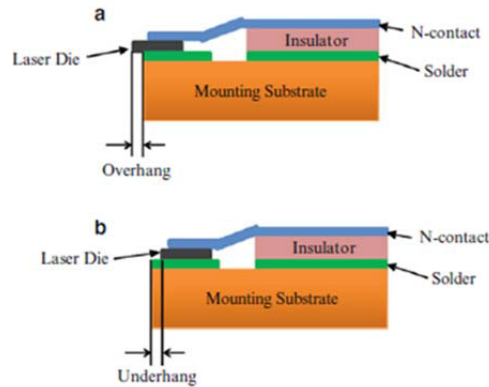 a
N-contact
Insulator
Laser Die
Solder
Mounting Substrate
Overhang
b
N-contact
Laser Die
Insulator
Solder
Mounting Substrate
Underhang